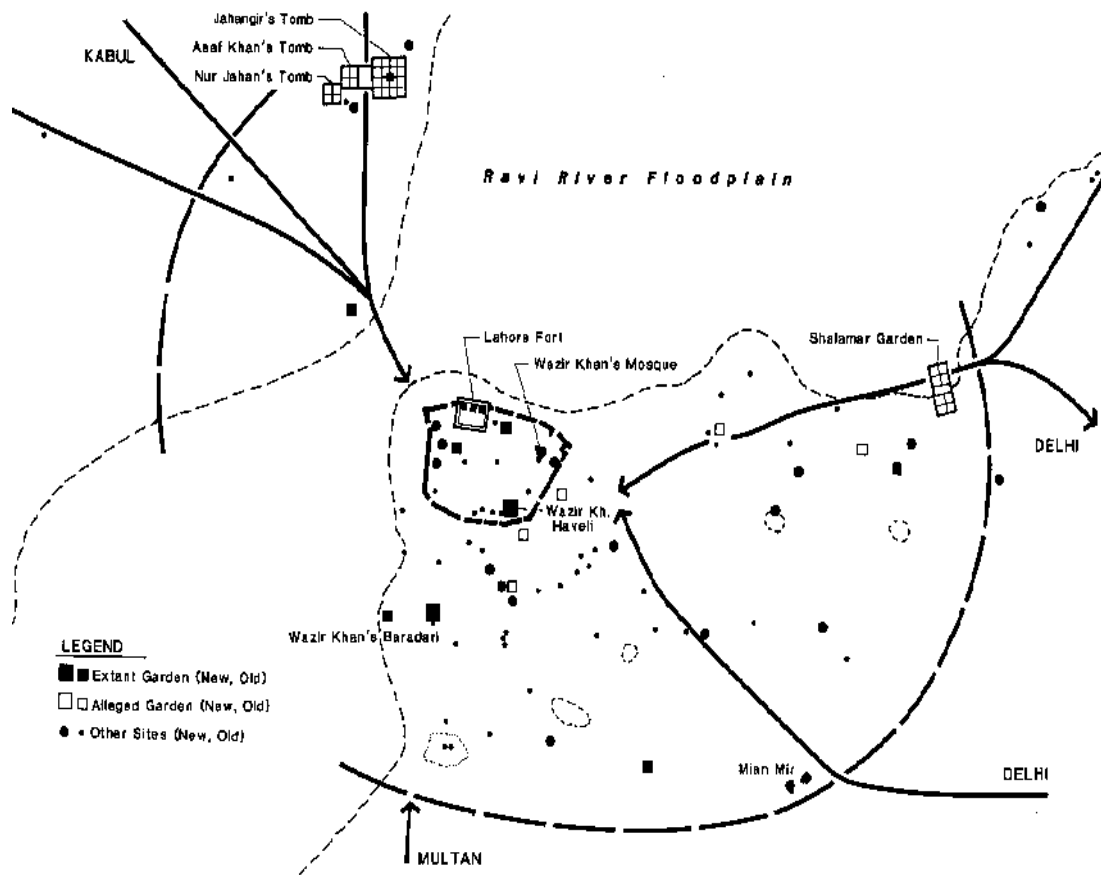 Jahangir's Tomb
Asaf Khan's Tomb
KABUL
Nur Jahan's Tomb
Ravi River Floodplain
Lahore Fort
Shalamar Garden
Wazir Khan's Mosque
DELHI
Wazir Kh.
Haveli
Wazir Khan's Baradari
LEGEND
Extant Garden (New, Old)
Alleged Garden (New, Old)
Other Sites (New, Old)
Mian Mir
DELHI
MULTAN